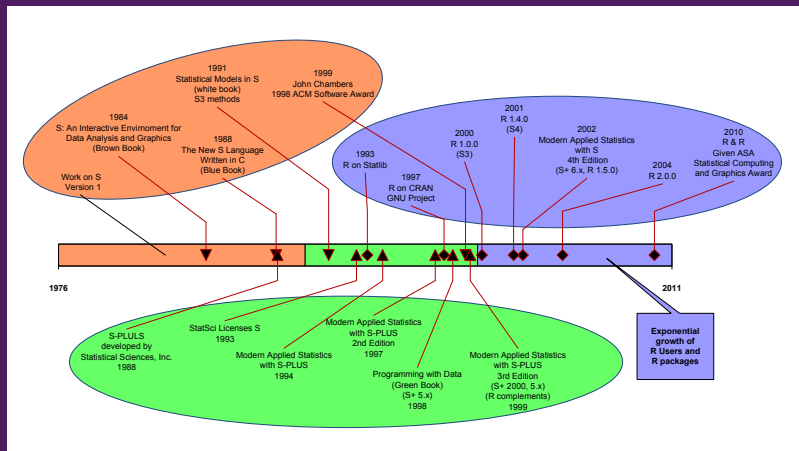 1991
Statistical Models in S
(white book)
S3 methods
1999
John Chambers
1998 ACM Software Award
1984
S: An Interactive Envirnoment for
Data Analysis and Graphics
(Brown Book)
1988
The New S Language
Written in C
(Blue Book)
Work on S
Version 1
1993
R on Statlib
1997
R on CRAN
GNU Project
2000
R 1.0.0
(S3)
2001
R 1.4.0
(S4)
2002
Modern Applied Statistics
with S
4th Edition
(S+ 6.x, R 1.5.0)
2004
R 2.0.0
2010
R & R
Given ASA
Statistical Computing
and Graphics Award
1976
2011
S-PLULS
developed by
Statistical Sciences, Inc.
1988
StatSci Licenses S
1993
Modern Applied Statistics
with S-PLUS
1994
Modern Applied Statistics
with S-PLUS
2nd Edition
1997
Programming with Data
(Green Book)
(S+ 5.x)
1998
Modern Applied Statistics
with S-PLUS
3rd Edition
(S+ 2000, 5.x)
(R complements)
1999
Exponential
growth of
R Users and
R packages